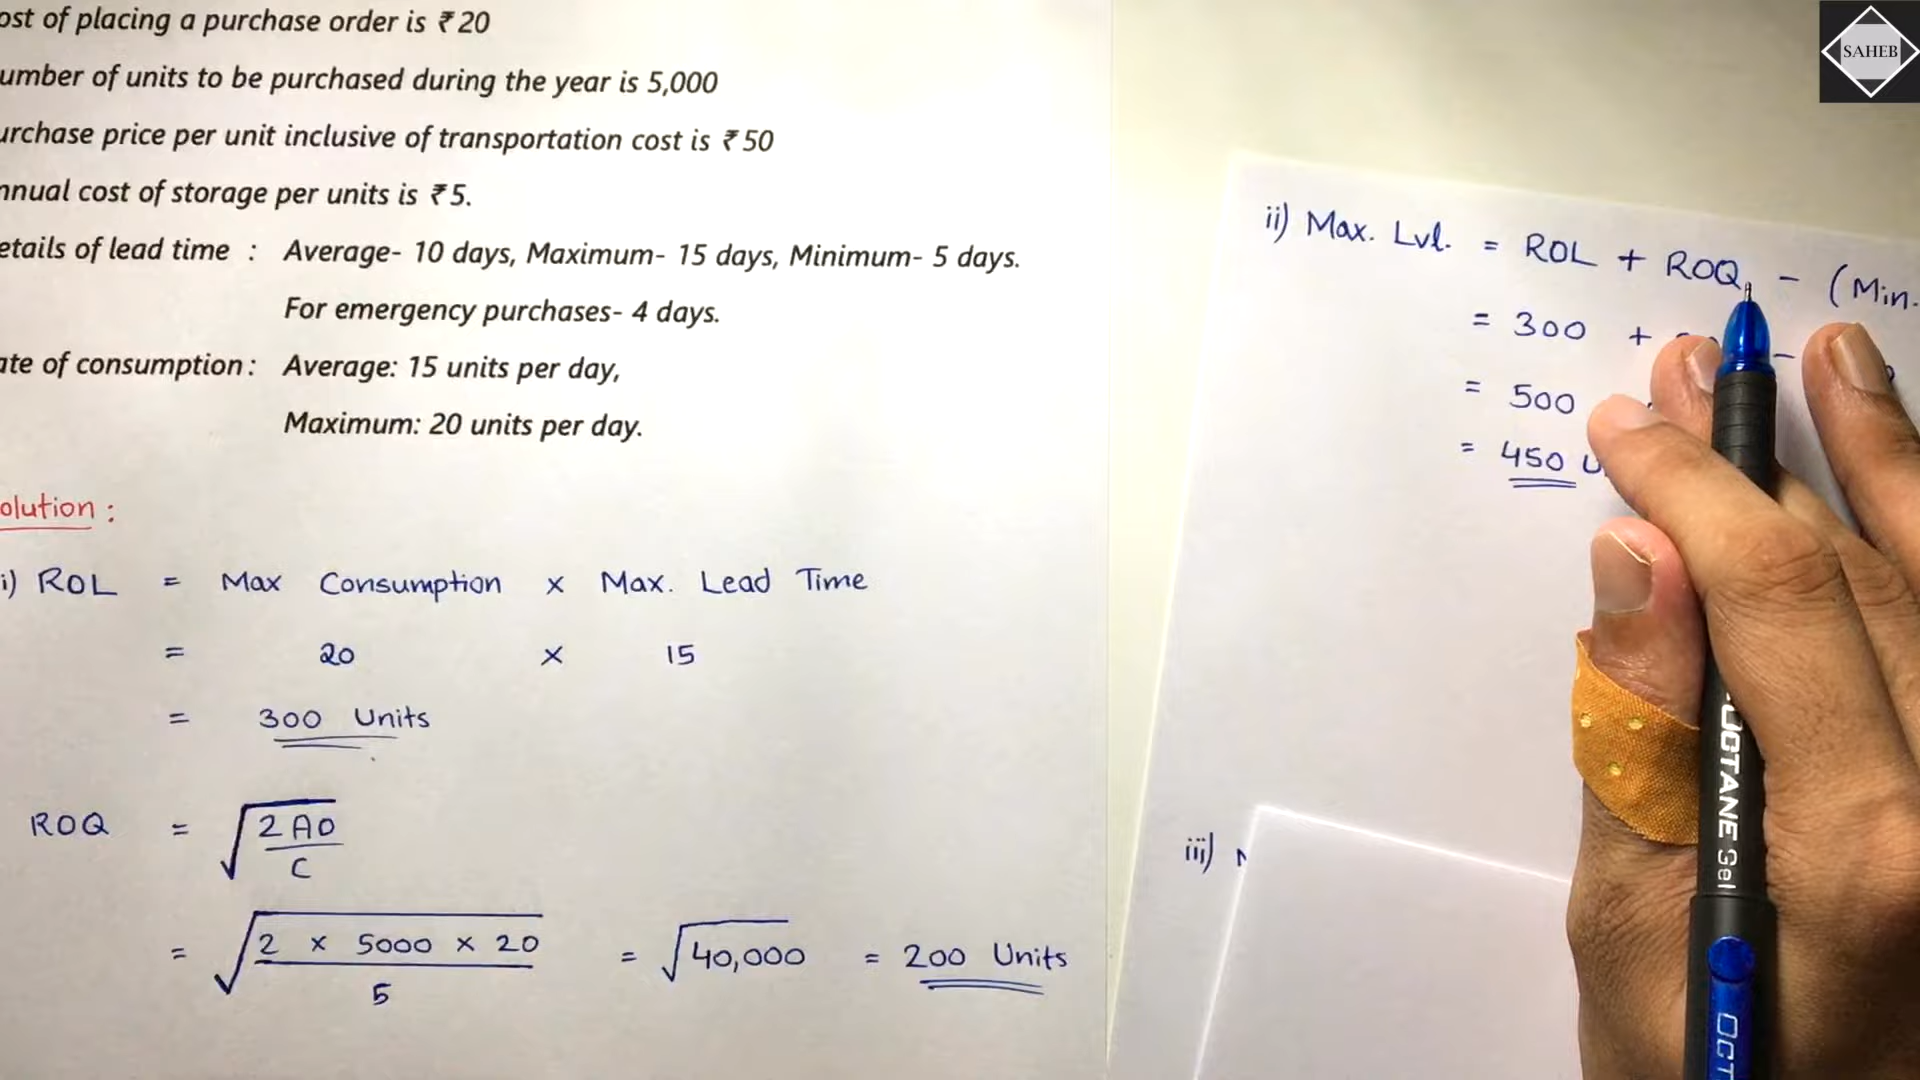 ost of placing a purchase order is ₹20
umber of units to be purchased during the year is 5,000
urchase price per unit inclusive of transportation cost is ₹50
nnual cost of storage per units is ₹5.
etails of lead time : Average- 10 days, Maximum- 15 days, Minimum- 5 days.
For emergency purchases- 4 days.
ate of consumption: Average: 15 units per day,
Maximum: 20 units per day.
olution :
i) ROL = Max Consumption x Max. Lead Time
= 20 x 15
= 300 Units
ROQ = √2AO
C
= √2 x 5000 x 20 = √40,000 = 200 Units
5
ii) Max. Lvl. = ROL + ROQ - (Min.
= 300 + -
= 500
= 450 U
iii)
SAHEB
OCTANE Gel
OCT